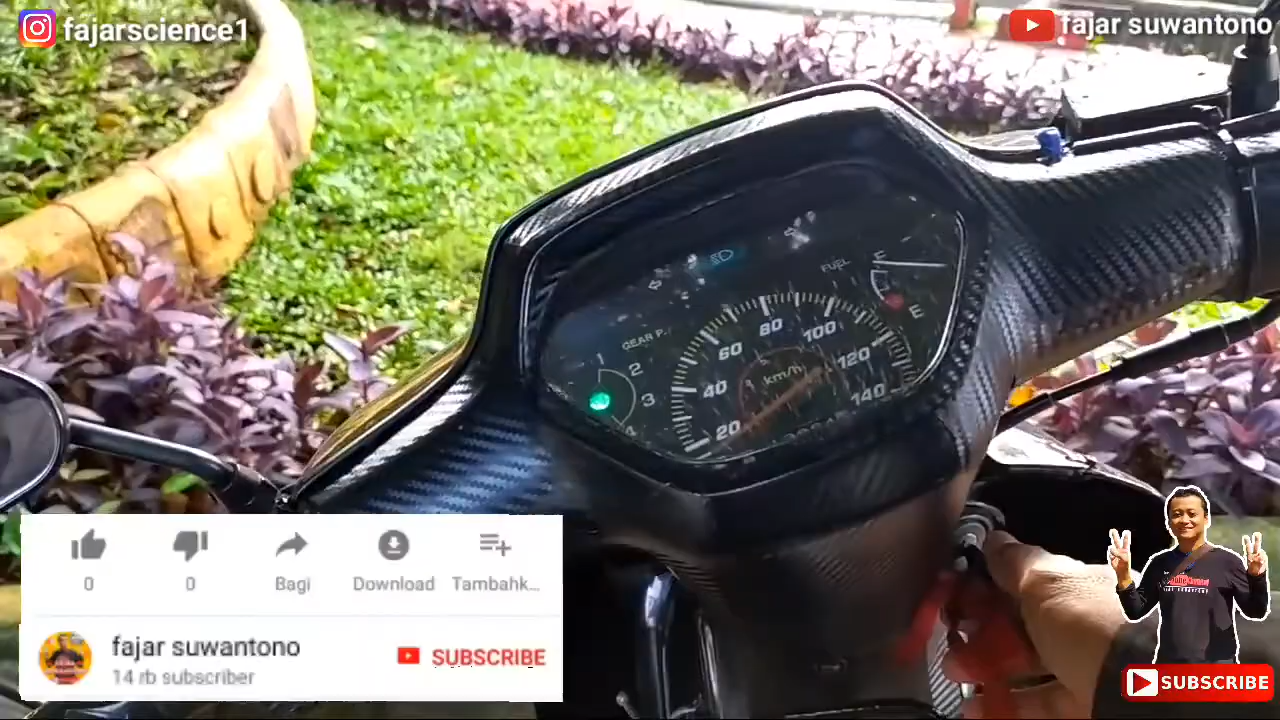 fajarscience1
fajar suwantono
FUEL
E
GEAR P.
1
2
3
4
20
40
60
80
100
120
140
km/h
0
0
Bagi
Download
Tambahk...
fajar suwantono
14 rb subscriber
SUBSCRIBE
SUBSCRIBE